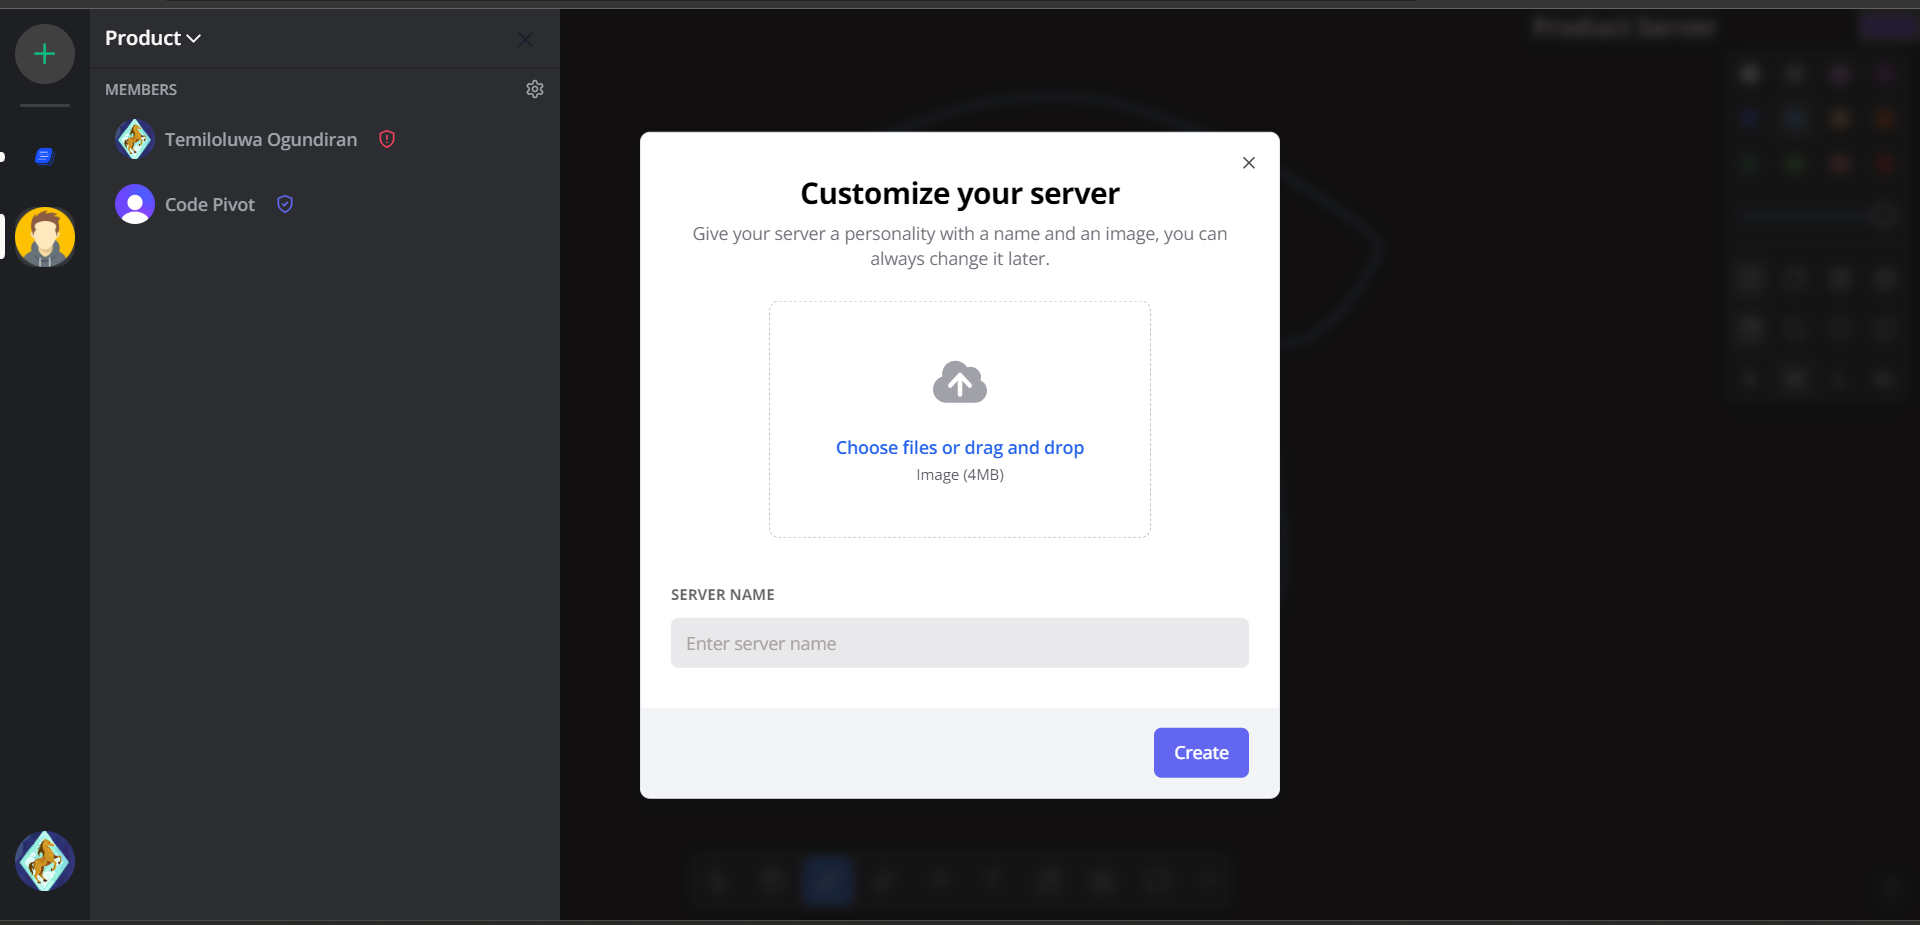 Product
MEMBERS
Temiloluwa Ogundiran
Code Pivot
Product Server
Customize your server
Give your server a personality with a name and an image, you can
always change it later.
Choose files or drag and drop
Image (4MB)
SERVER NAME
Enter server name
Create